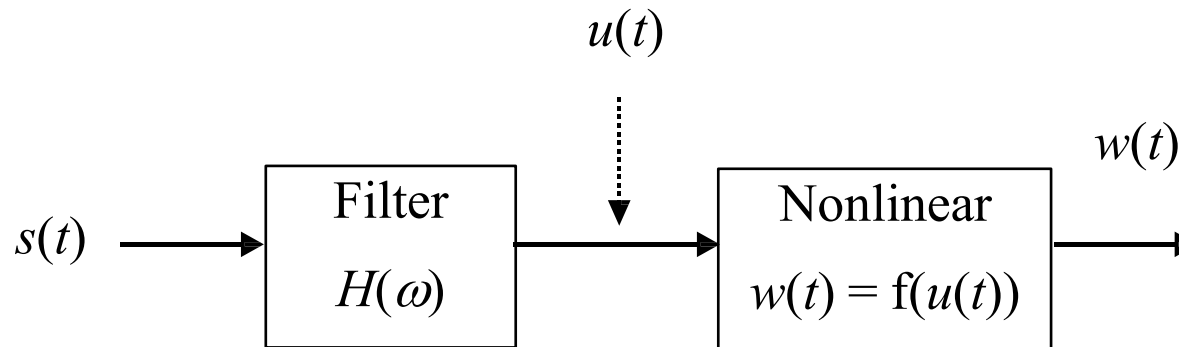 u(t)
w(t)
s(t)
Filter
H(ω)
Nonlinear
w(t) = f(u(t))